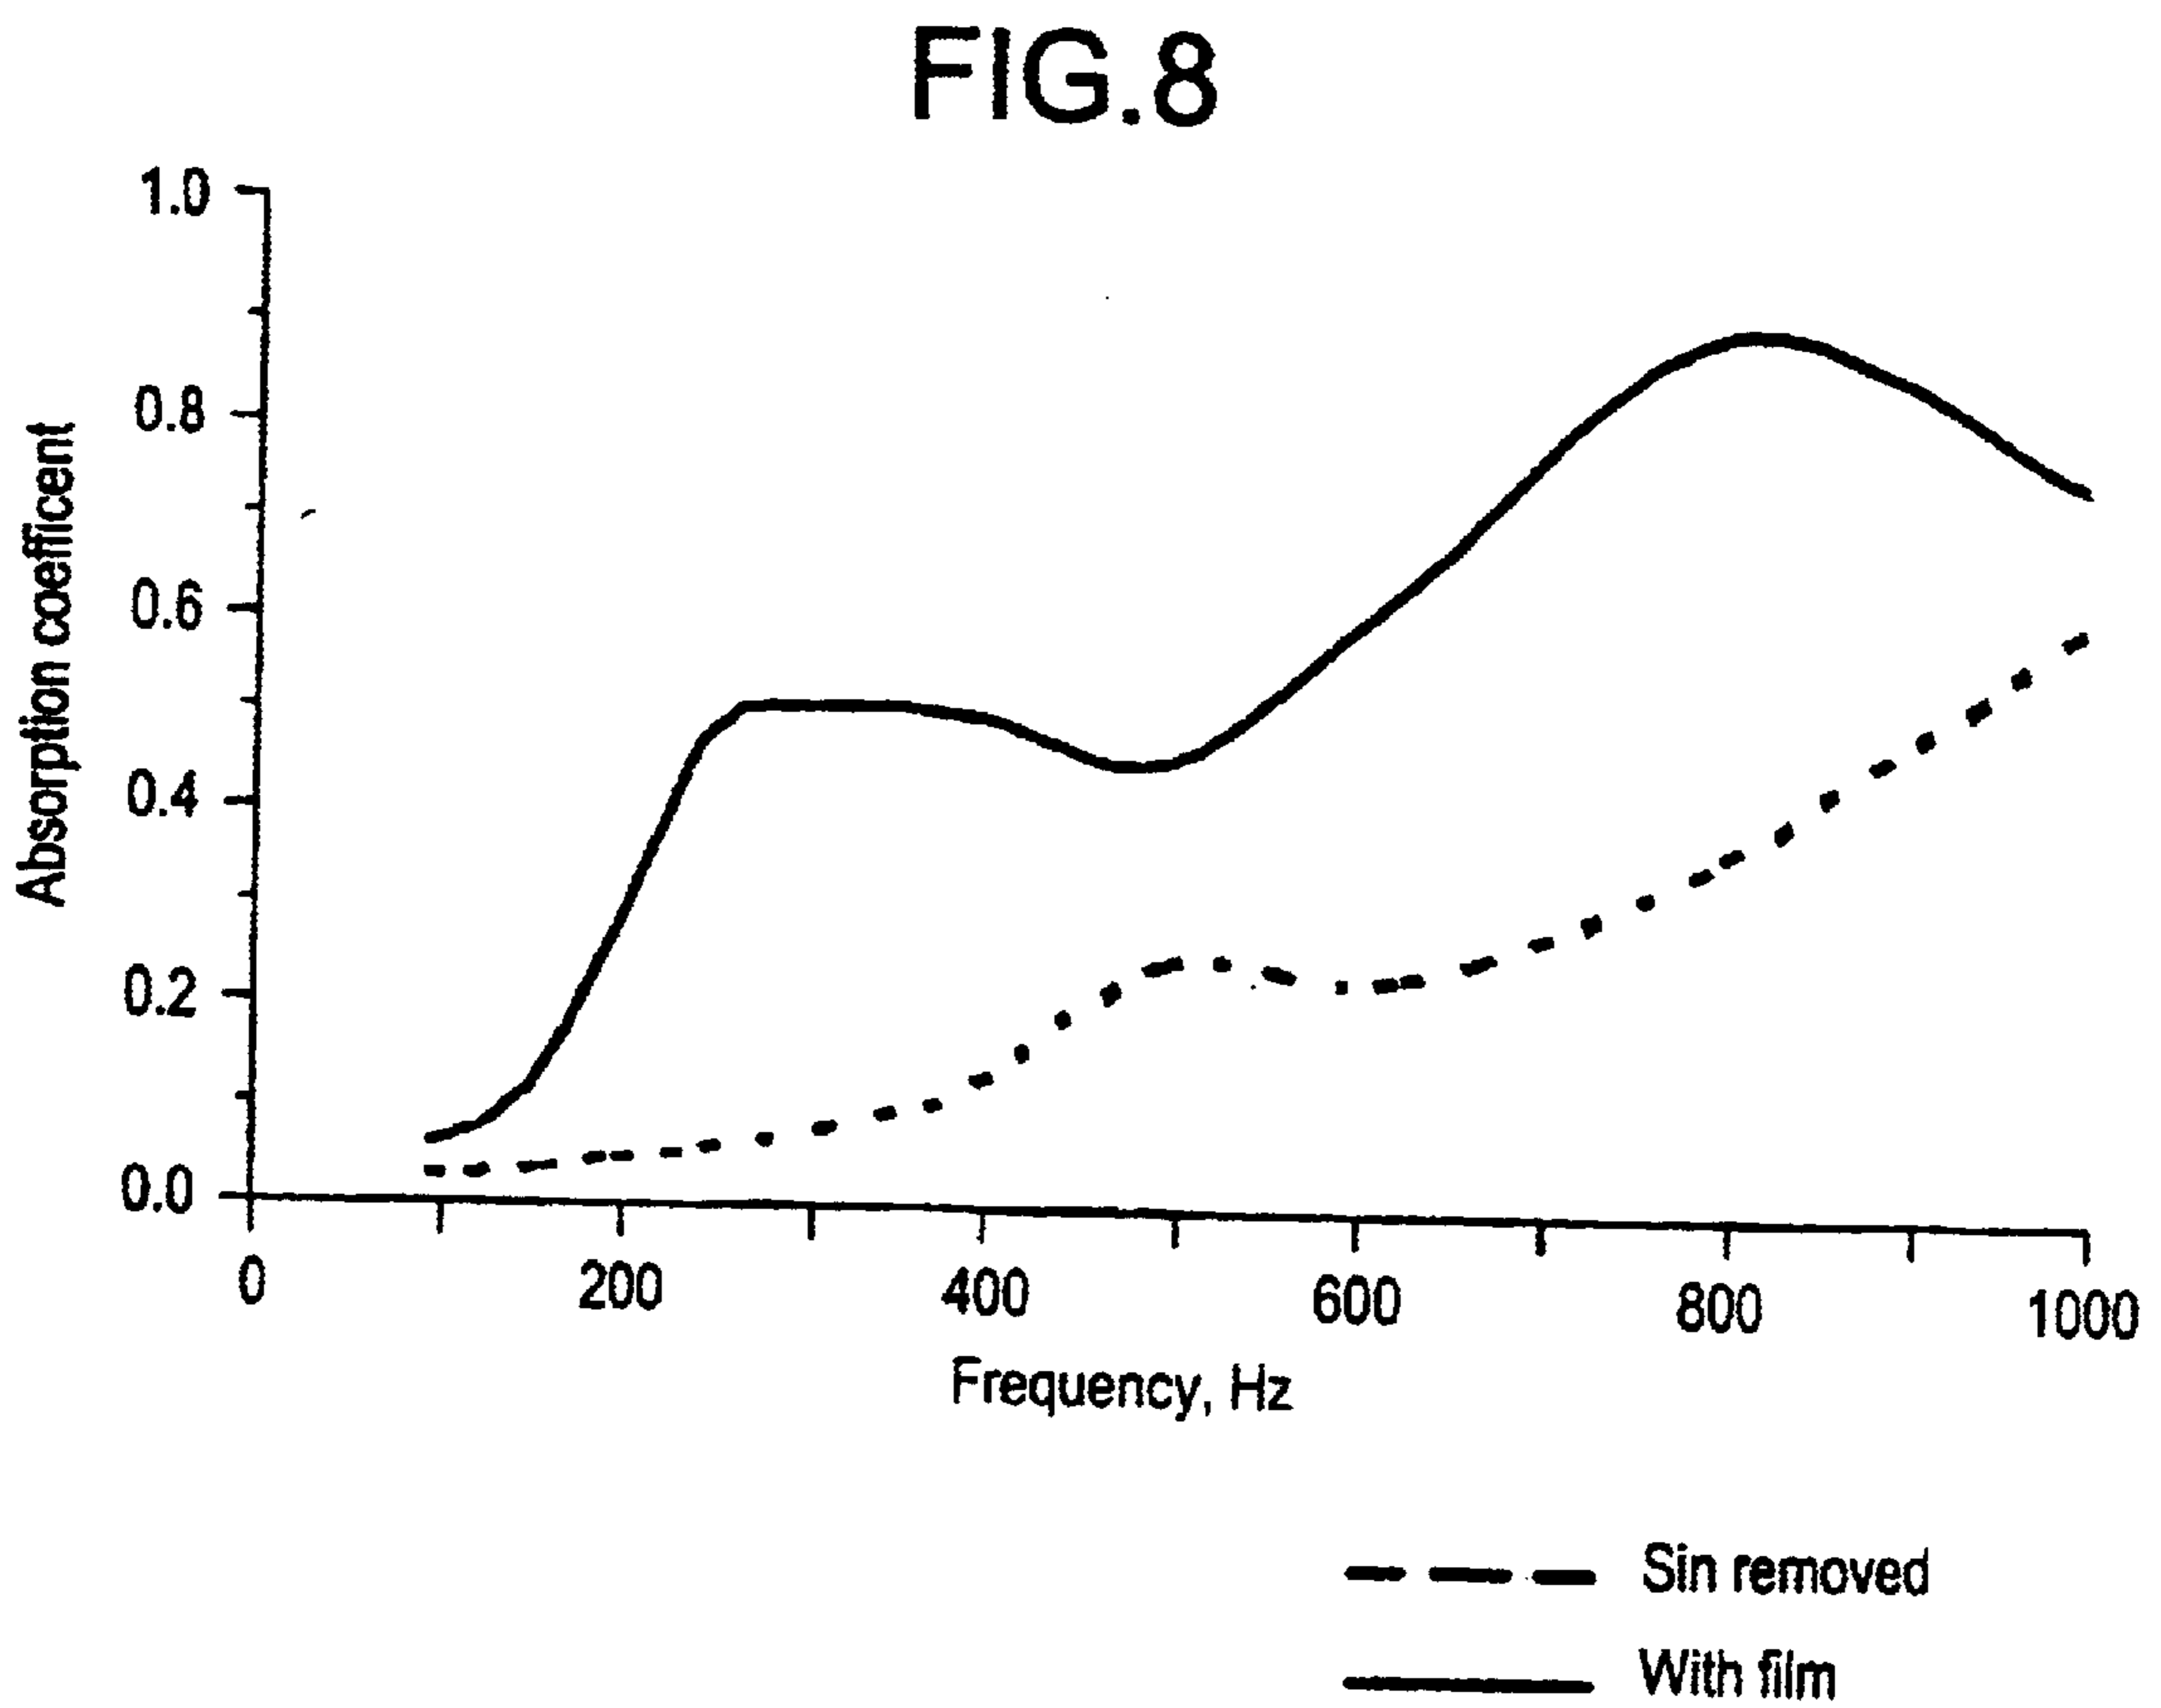 FIG.8
1.0
0.8
0.6
0.4
0.2
0.0
Absorption coefficent
0
200
400
600
800
1000
Frequency, Hz
Sin removed
With film